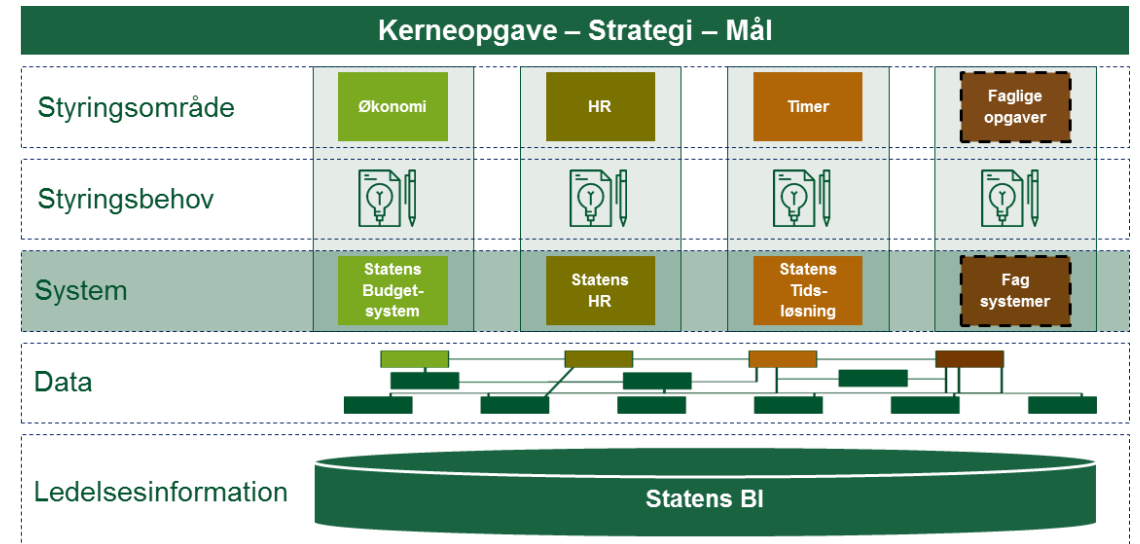 Kerneopgave – Strategi – Mål
Styringsområde
Økonomi
HR
Timer
Faglige
opgaver
Styringsbehov
System
Statens
Budget-
system
Statens
HR
Statens
Tids-
løsning
Fag
systemer
Data
Ledelsesinformation
Statens BI